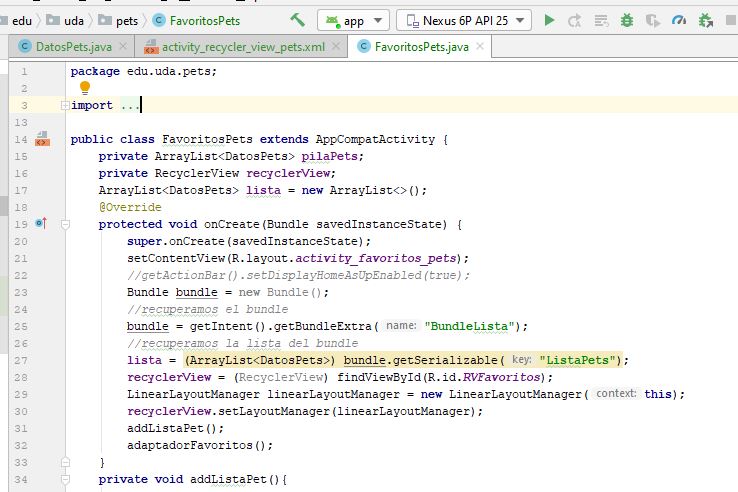 edu uda pets FavoritosPets app Nexus 6P API 25
DatosPets.java activity_recycler_view_pets.xml FavoritosPets.java
1 package edu.uda.pets;
2
3 import ...
13
14 public class FavoritosPets extends AppCompatActivity {
15 private ArrayList<DatosPets> pilaPets;
16 private RecyclerView recyclerView;
17 ArrayList<DatosPets> lista = new ArrayList<>();
18 @Override
19 protected void onCreate(Bundle savedInstanceState) {
20 super.onCreate(savedInstanceState);
21 setContentView(R.layout.activity_favoritos_pets);
22 //getActionBar().setDisplayHomeAsUpEnabled(true);
23 Bundle bundle = new Bundle();
24 //recuperamos el bundle
25 bundle = getIntent().getBundleExtra( name: "BundleLista");
26 //recuperamos la lista del bundle
27 lista = (ArrayList<DatosPets>) bundle.getSerializable( key: "ListaPets");
28 recyclerView = (RecyclerView) findViewById(R.id.RVFavoritos);
29 LinearLayoutManager linearLayoutManager = new LinearLayoutManager( context: this);
30 recyclerView.setLayoutManager(linearLayoutManager);
31 addListaPet();
32 adaptadorFavoritos();
33 }
34 private void addListaPet(){